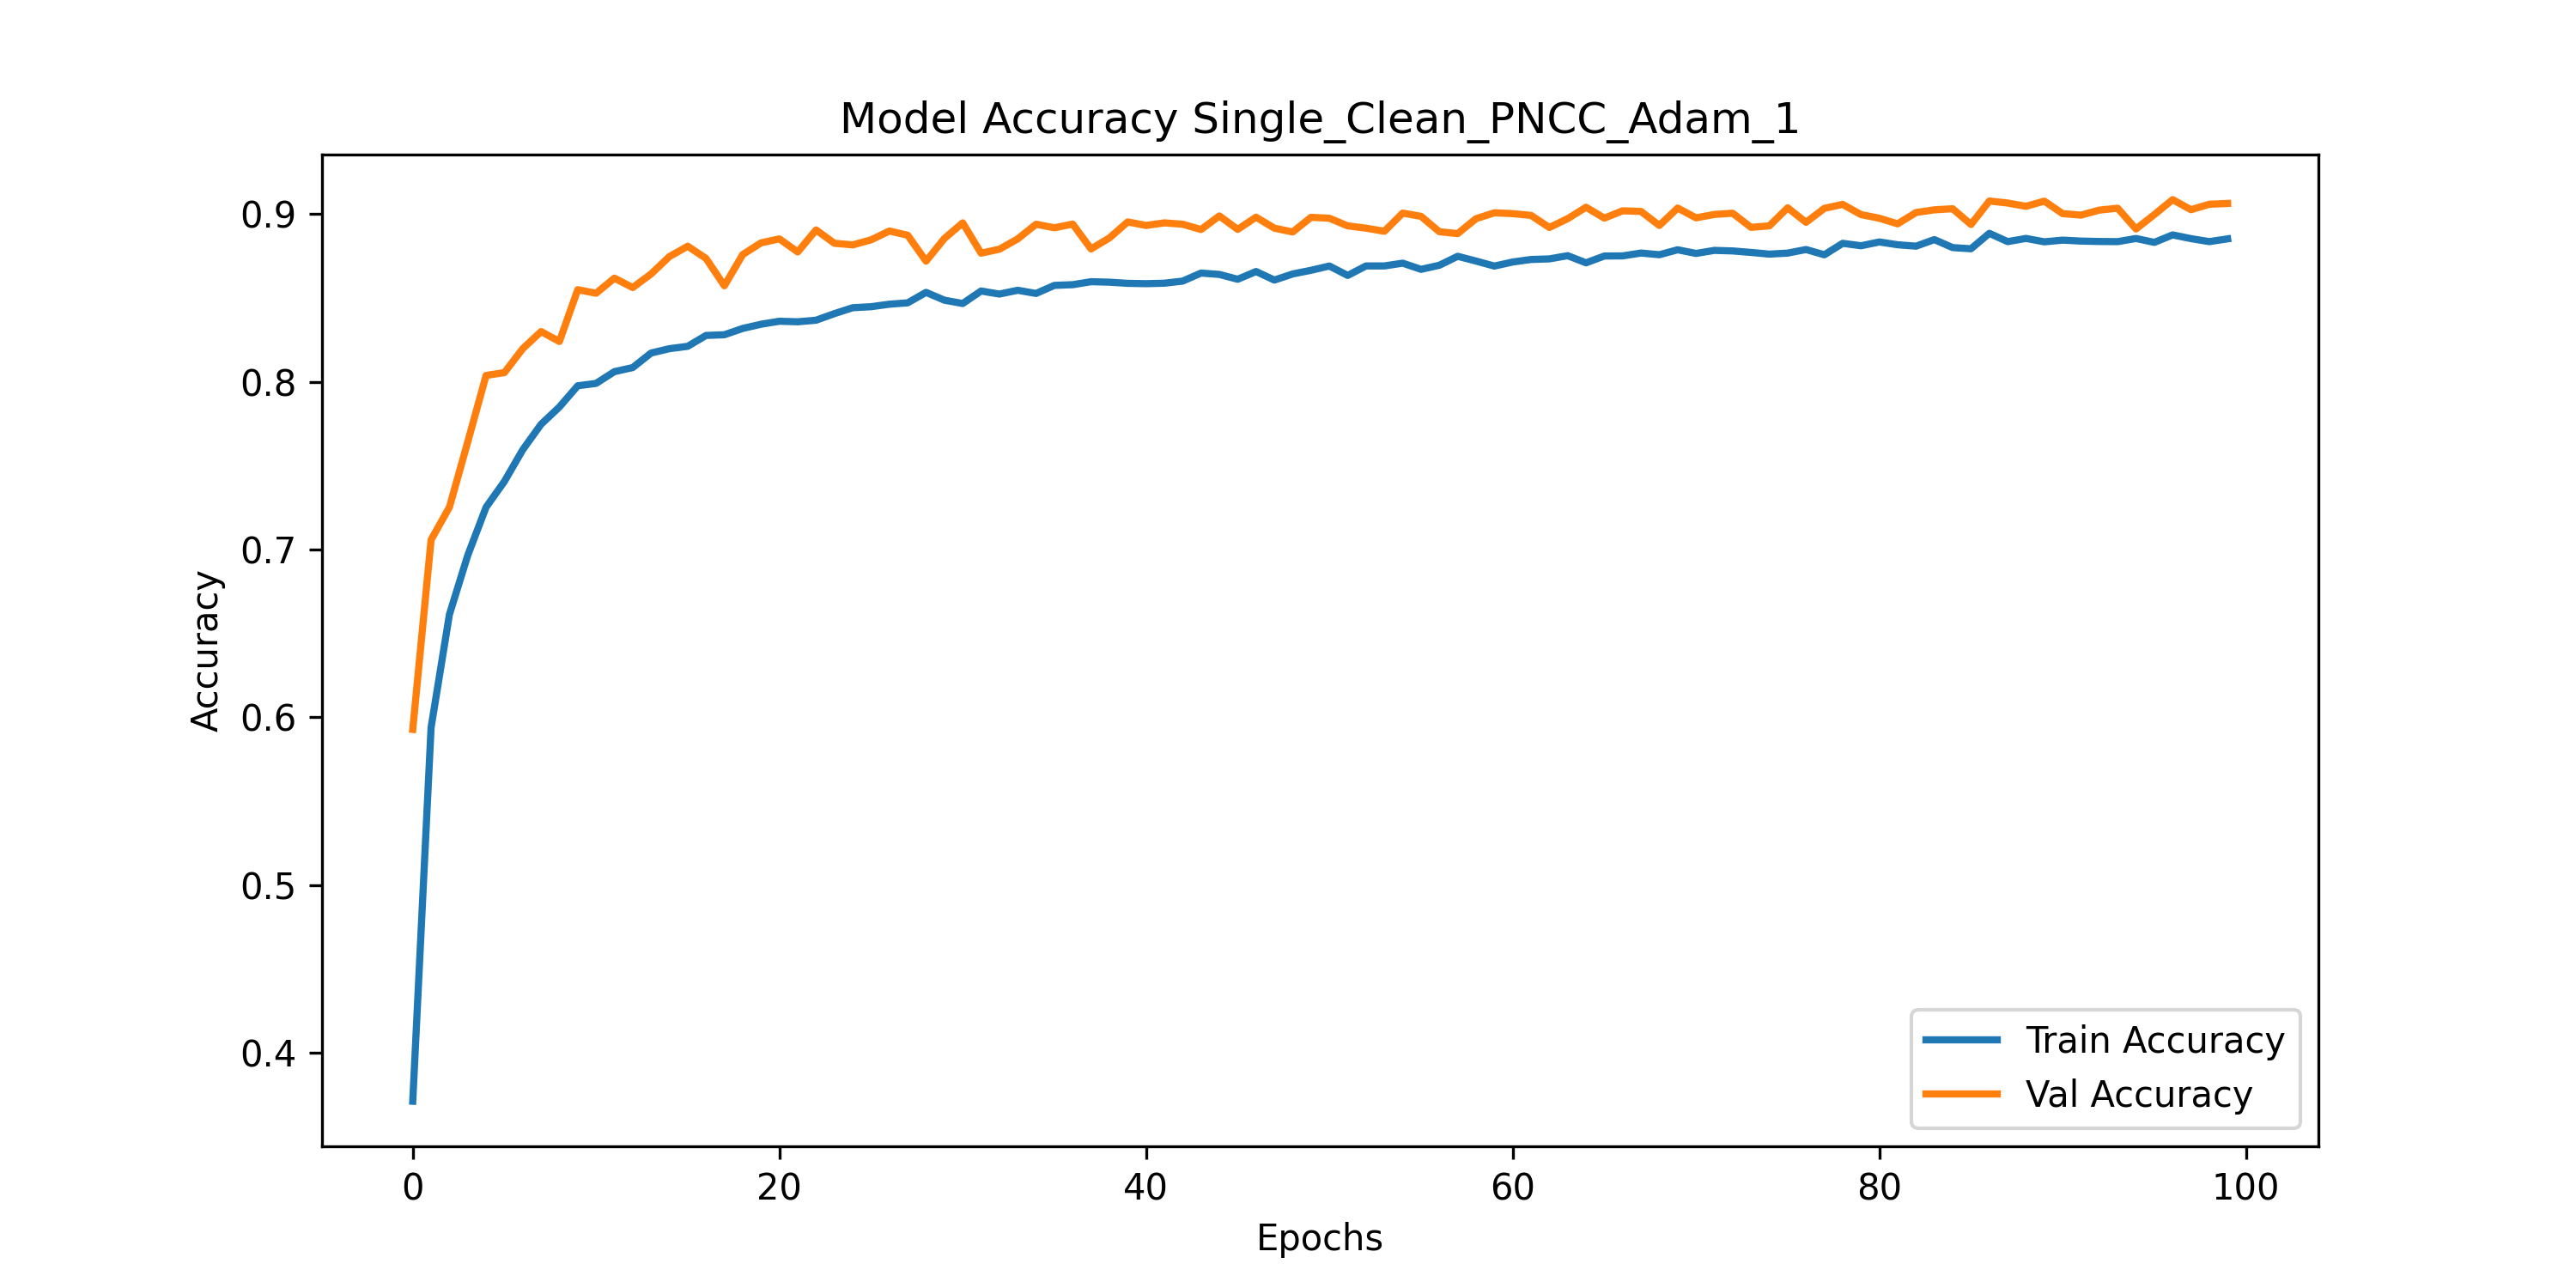 Model Accuracy Single_Clean_PNCC_Adam_1
Accuracy
0.9
0.8
0.7
0.6
0.5
0.4
0 20 40 60 80 100
Epochs
Train Accuracy
Val Accuracy